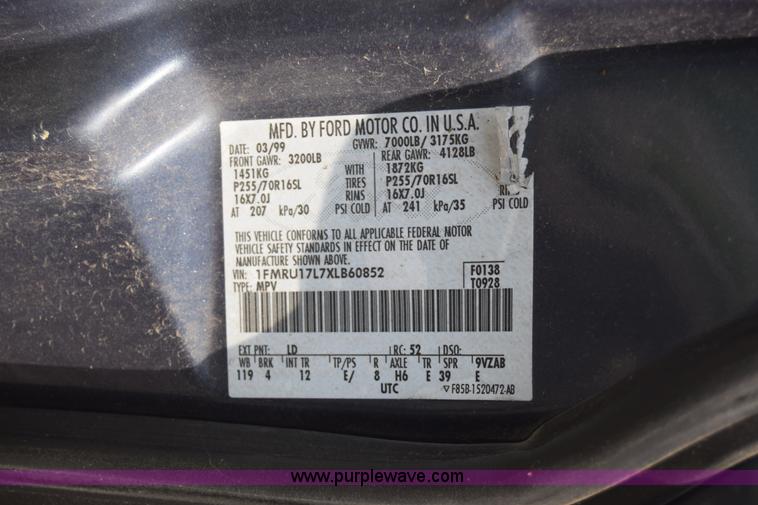 MFD. BY FORD MOTOR CO. IN U.S.A.
DATE: 03/99 GVWR: 7000LB/ 3175KG
FRONT GAWR: 3200LB REAR GAWR: 4128LB
1451KG WITH 1872KG
P255/70R16SL TIRES P255/70R16SL
16X7.0J RIMS 16X7.0J RIMS
AT 207 kPa/30 PSI COLD AT 241 kPa/35 PSI COLD
THIS VEHICLE CONFORMS TO ALL APPLICABLE FEDERAL MOTOR
VEHICLE SAFETY STANDARDS IN EFFECT ON THE DATE OF
MANUFACTURE SHOWN ABOVE.
VIN: 1FMRU17L7XLB60852 F0138
TYPE: MPV T0928
EXT PNT: LD RC: 52 DSO:
WB BRK INT TR TP/PS R AXLE TR SPR 9VZAB
119 4 12 E/ 8 H6 E 39 E
UTC ▽ F85B-1520472-AB
www.purplewave.com